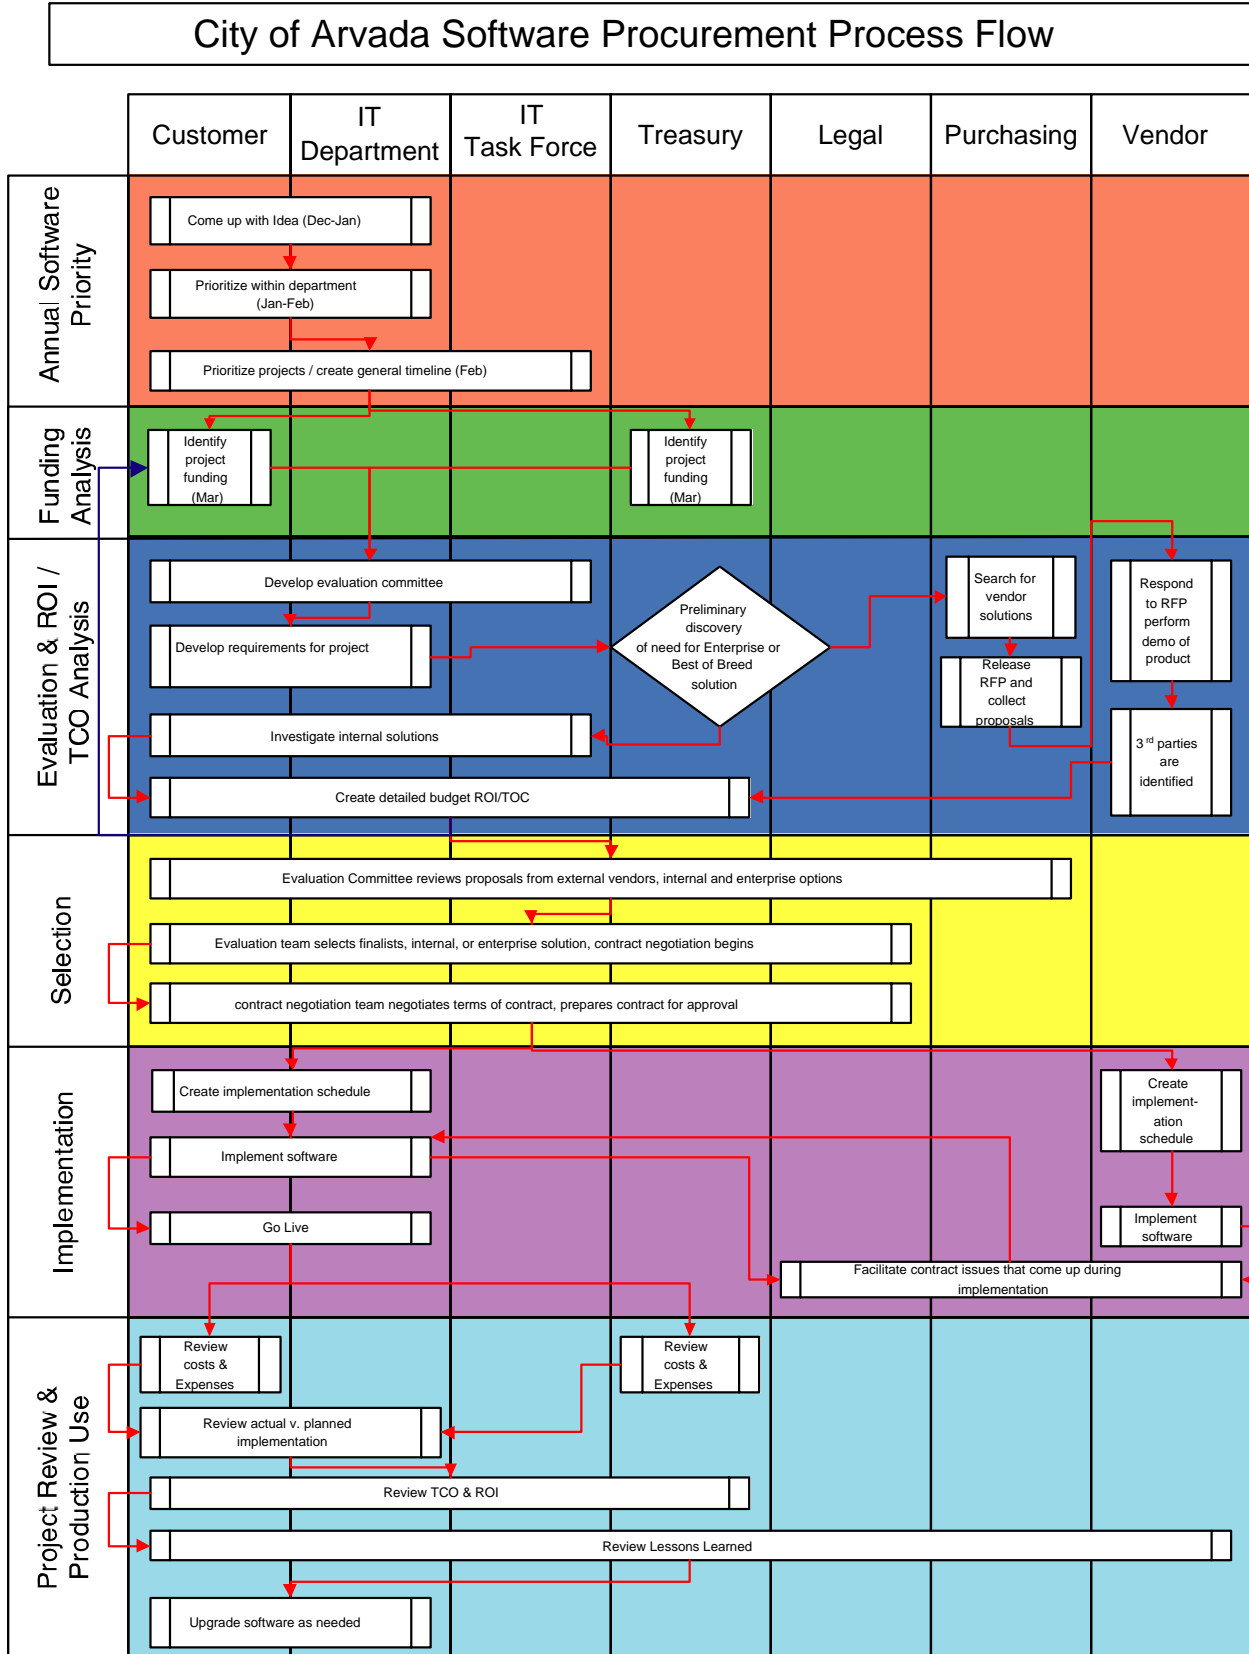 City of Arvada Software Procurement Process Flow
Customer
IT
Department
IT
Task Force
Treasury
Legal
Purchasing
Vendor
Annual Software
Priority
Come up with Idea (Dec-Jan)
Prioritize within department
(Jan-Feb)
Prioritize projects / create general timeline (Feb)
Funding
Analysis
Identify
project
funding
(Mar)
Identify
project
funding
(Mar)
Evaluation & ROI /
TCO Analysis
Develop evaluation committee
Develop requirements for project
Preliminary
discovery
of need for Enterprise or
Best of Breed
solution
Search for
vendor
solutions
Release
RFP and
collect
proposals
Respond
to RFP
perform
demo of
product
3 rd parties
are
identified
Investigate internal solutions
Create detailed budget ROI/TOC
Selection
Evaluation Committee reviews proposals from external vendors, internal and enterprise options
Evaluation team selects finalists, internal, or enterprise solution, contract negotiation begins
contract negotiation team negotiates terms of contract, prepares contract for approval
Implementation
Create implementation schedule
Implement software
Go Live
Create
implement-
ation
schedule
Implement
software
Facilitate contract issues that come up during
implementation
Project Review &
Production Use
Review
costs &
Expenses
Review
costs &
Expenses
Review actual v. planned
implementation
Review TCO & ROI
Review Lessons Learned
Upgrade software as needed